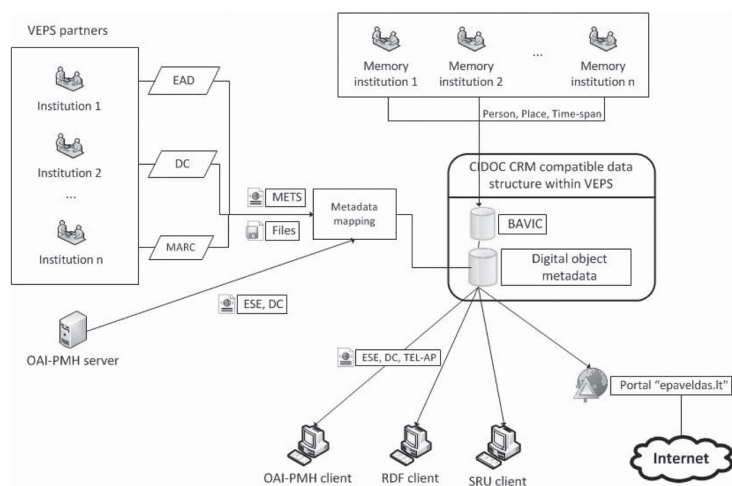 VEPS partners
Institution 1
Institution 2
...
Institution n
EAD
DC
MARC
METS
Files
Metadata
mapping
OAI-PMH server
ESE, DC
Memory
institution 1
Memory
institution 2
...
Memory
institution n
Person, Place, Time-span
CIDOC CRM compatible data
structure within VEPS
BAVIC
Digital object
metadata
ESE, DC, TEL-AP
OAI-PMH client
RDF client
SRU client
Portal "epaveldas.lt"
Internet